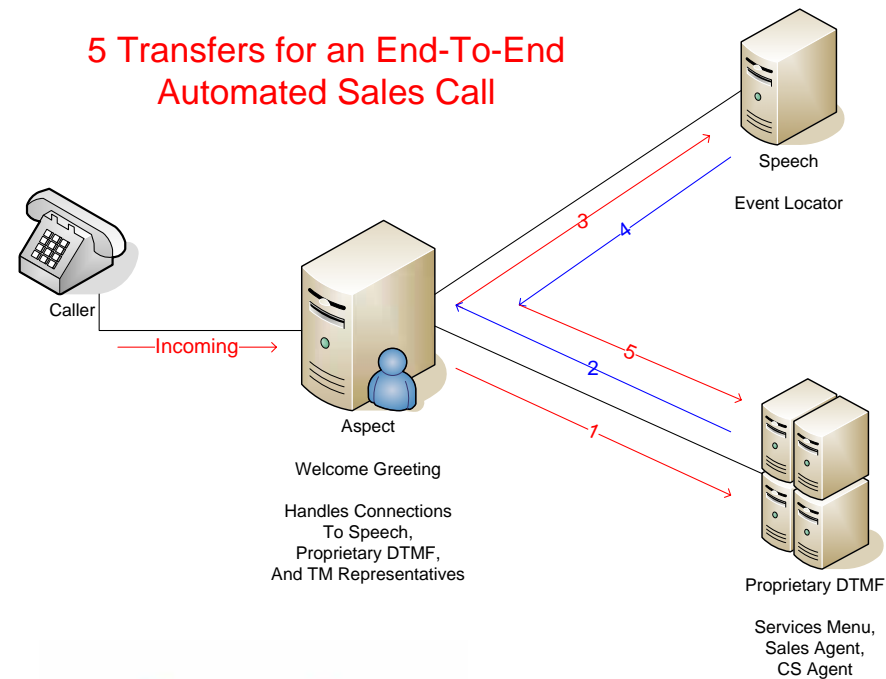 5 Transfers for an End-To-End
Automated Sales Call
Speech
Event Locator
3
4
Caller
Incoming
5
2
1
Aspect
Welcome Greeting
Handles Connections
To Speech,
Proprietary DTMF,
And TM Representatives
Proprietary DTMF
Services Menu,
Sales Agent,
CS Agent